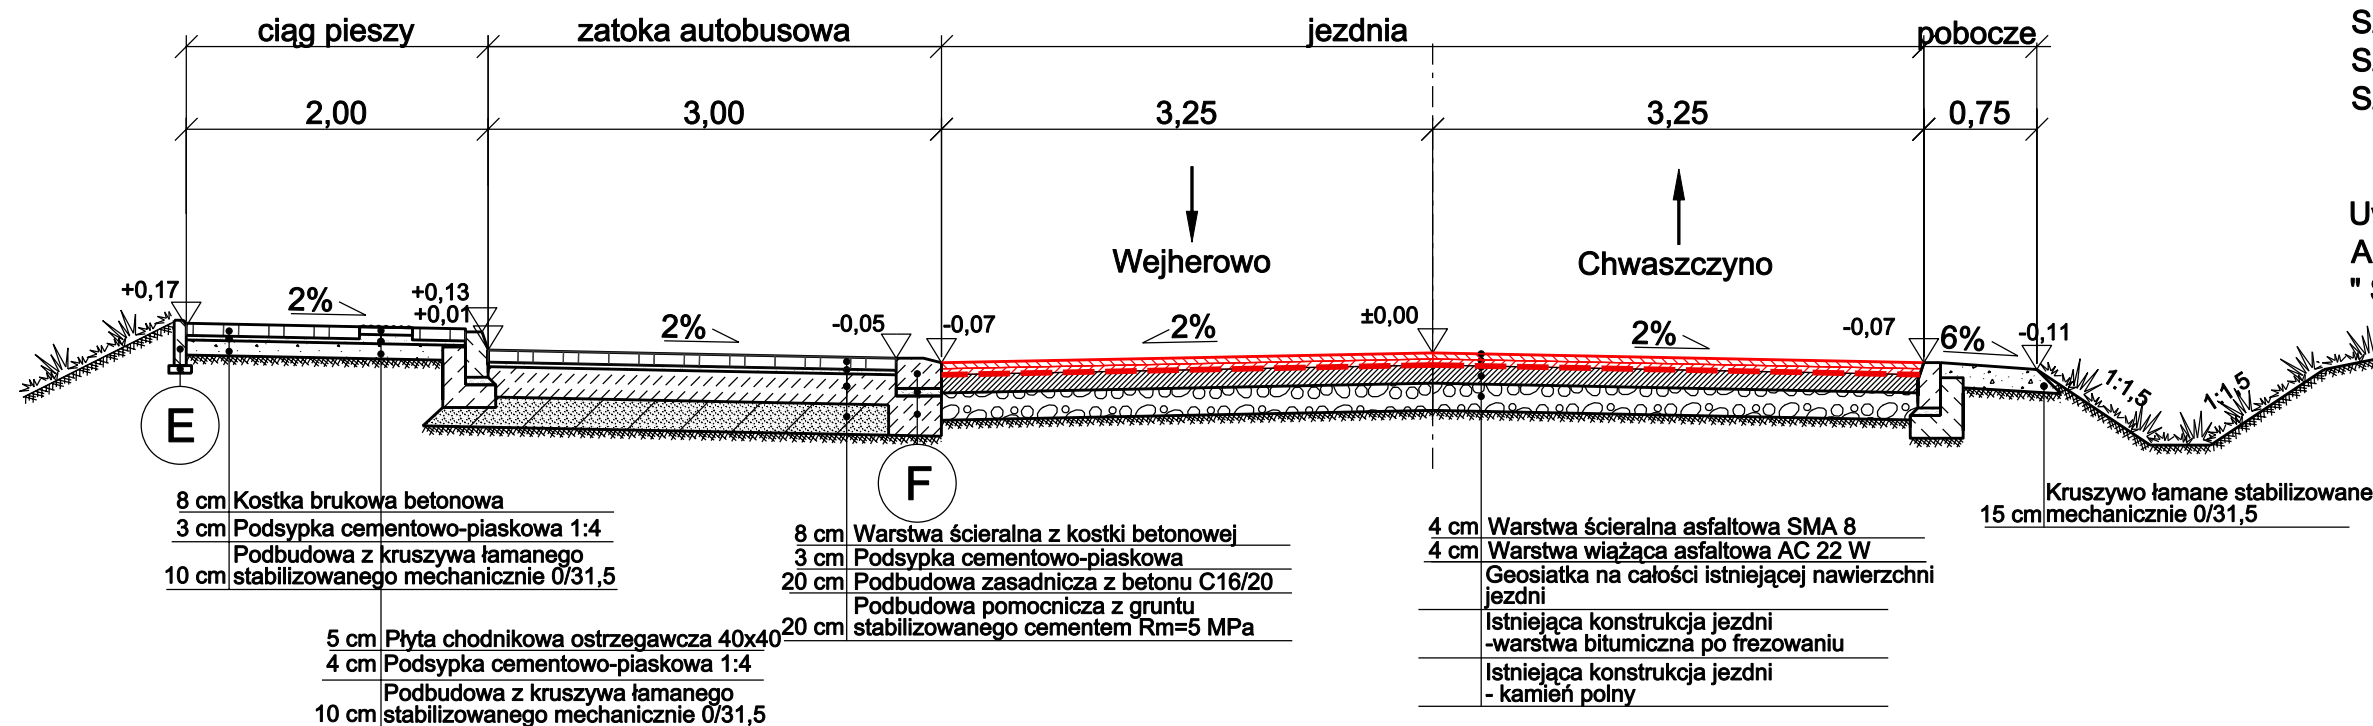 ciąg pieszy
zatoka autobusowa
jezdnia
pobocze
2,00
3,00
3,25
3,25
0,75
Wejherowo
Chwaszczyno
+0,17
2%
+0,13
+0,01
2%
-0,05
-0,07
2%
±0,00
2%
-0,07
6%
-0,11
1:1,5
1:1,5
E
F
8 cm Kostka brukowa betonowa
3 cm Podsypka cementowo-piaskowa 1:4
Podbudowa z kruszywa łamanego
10 cm stabilizowanego mechanicznie 0/31,5
5 cm Płyta chodnikowa ostrzegawcza 40x40
4 cm Podsypka cementowo-piaskowa 1:4
Podbudowa z kruszywa łamanego
10 cm stabilizowanego mechanicznie 0/31,5
8 cm Warstwa ścieralna z kostki betonowej
3 cm Podsypka cementowo-piaskowa
20 cm Podbudowa zasadnicza z betonu C16/20
Podbudowa pomocnicza z gruntu
20 cm stabilizowanego cementem Rm=5 MPa
4 cm Warstwa ścieralna asfaltowa SMA 8
4 cm Warstwa wiążąca asfaltowa AC 22 W
Geosiatka na całości istniejącej nawierzchni
jezdni
Istniejąca konstrukcja jezdni
-warstwa bitumiczna po frezowaniu
Istniejąca konstrukcja jezdni
- kamień polny
Kruszywo łamane stabilizowane
15 cm mechanicznie 0/31,5